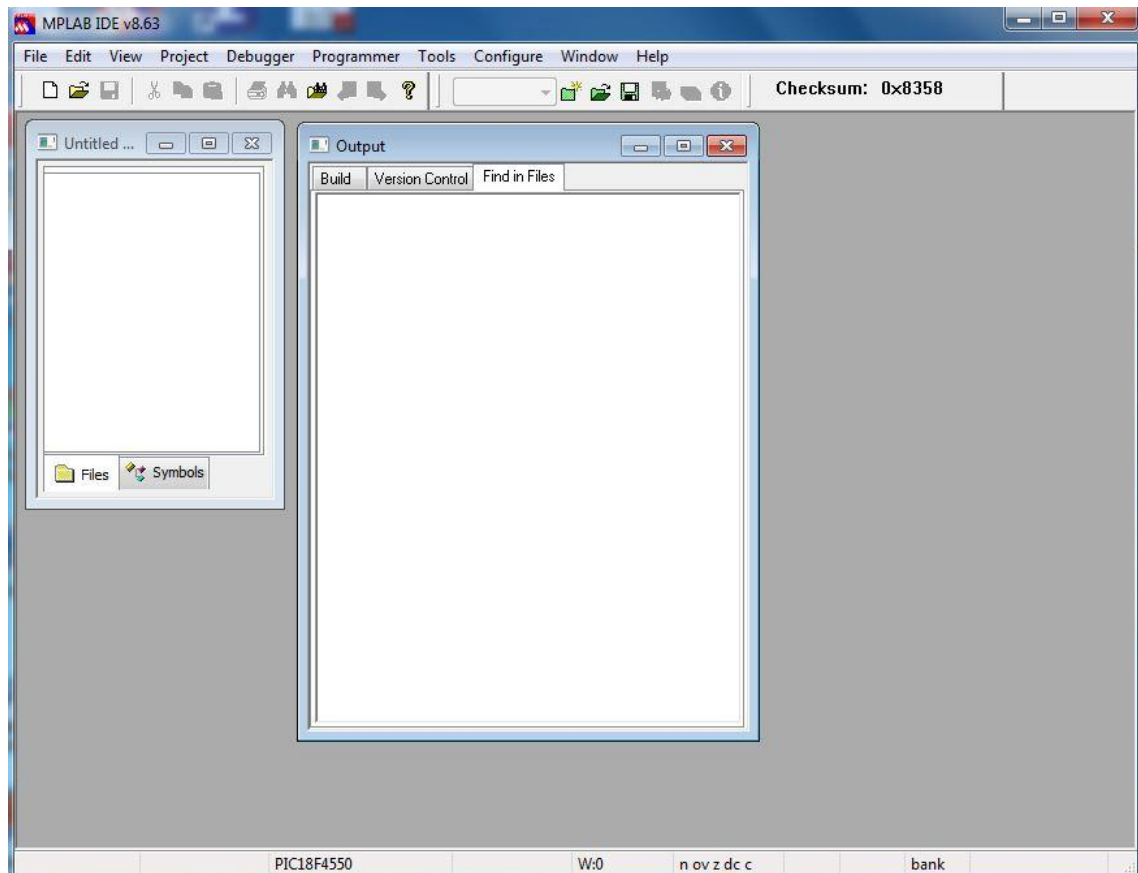 MPLAB IDE v8.63
File Edit View Project Debugger Programmer Tools Configure Window Help
Checksum: 0x8358
Untitled ...
Output
Build Version Control Find in Files
Files Symbols
PIC18F4550 W:0 n ov z dc c bank